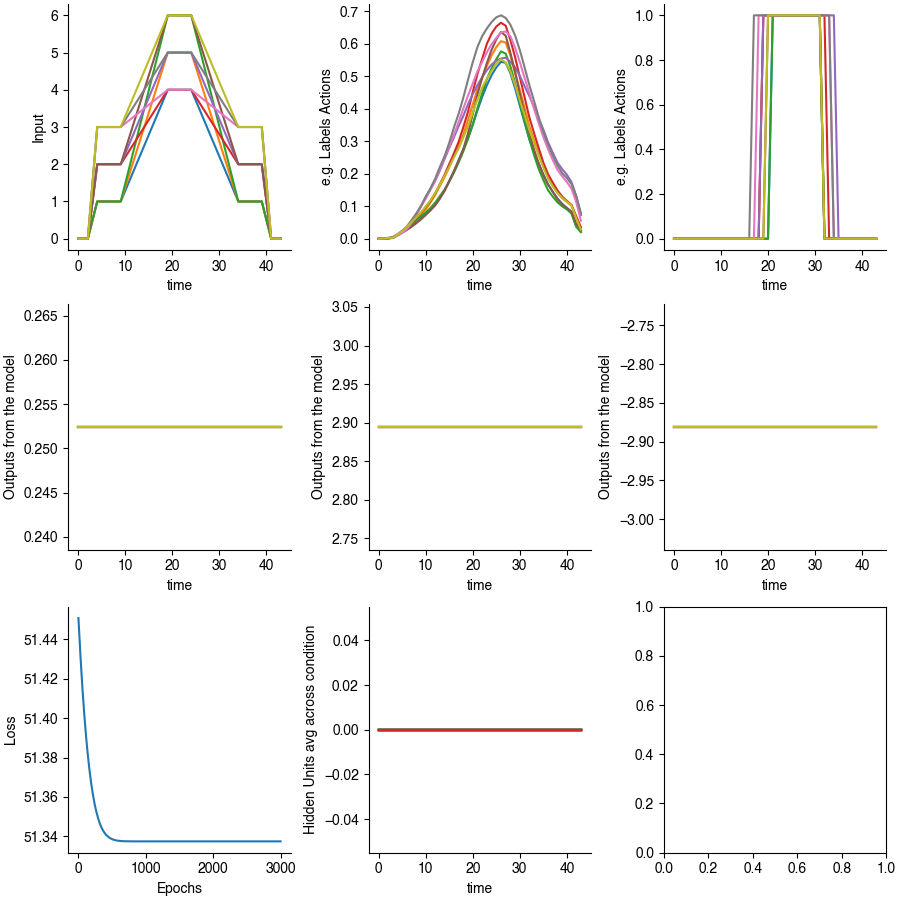 6
5
4
3
2
1
0
Input
0 10 20 30 40
time
0.7
0.6
0.5
0.4
0.3
0.2
0.1
0.0
e.g. Labels Actions
0 10 20 30 40
time
1.0
0.8
0.6
0.4
0.2
0.0
e.g. Labels Actions
0 10 20 30 40
time
0.265
0.260
0.255
0.250
0.245
0.240
Outputs from the model
0 10 20 30 40
time
3.05
3.00
2.95
2.90
2.85
2.80
2.75
Outputs from the model
0 10 20 30 40
time
−2.75
−2.80
−2.85
−2.90
−2.95
−3.00
Outputs from the model
0 10 20 30 40
time
51.44
51.42
51.40
51.38
51.36
51.34
Loss
0 1000 2000 3000
Epochs
0.04
0.02
0.00
−0.02
−0.04
Hidden Units avg across condition
0 10 20 30 40
time
1.0
0.8
0.6
0.4
0.2
0.0
0.0 0.2 0.4 0.6 0.8 1.0